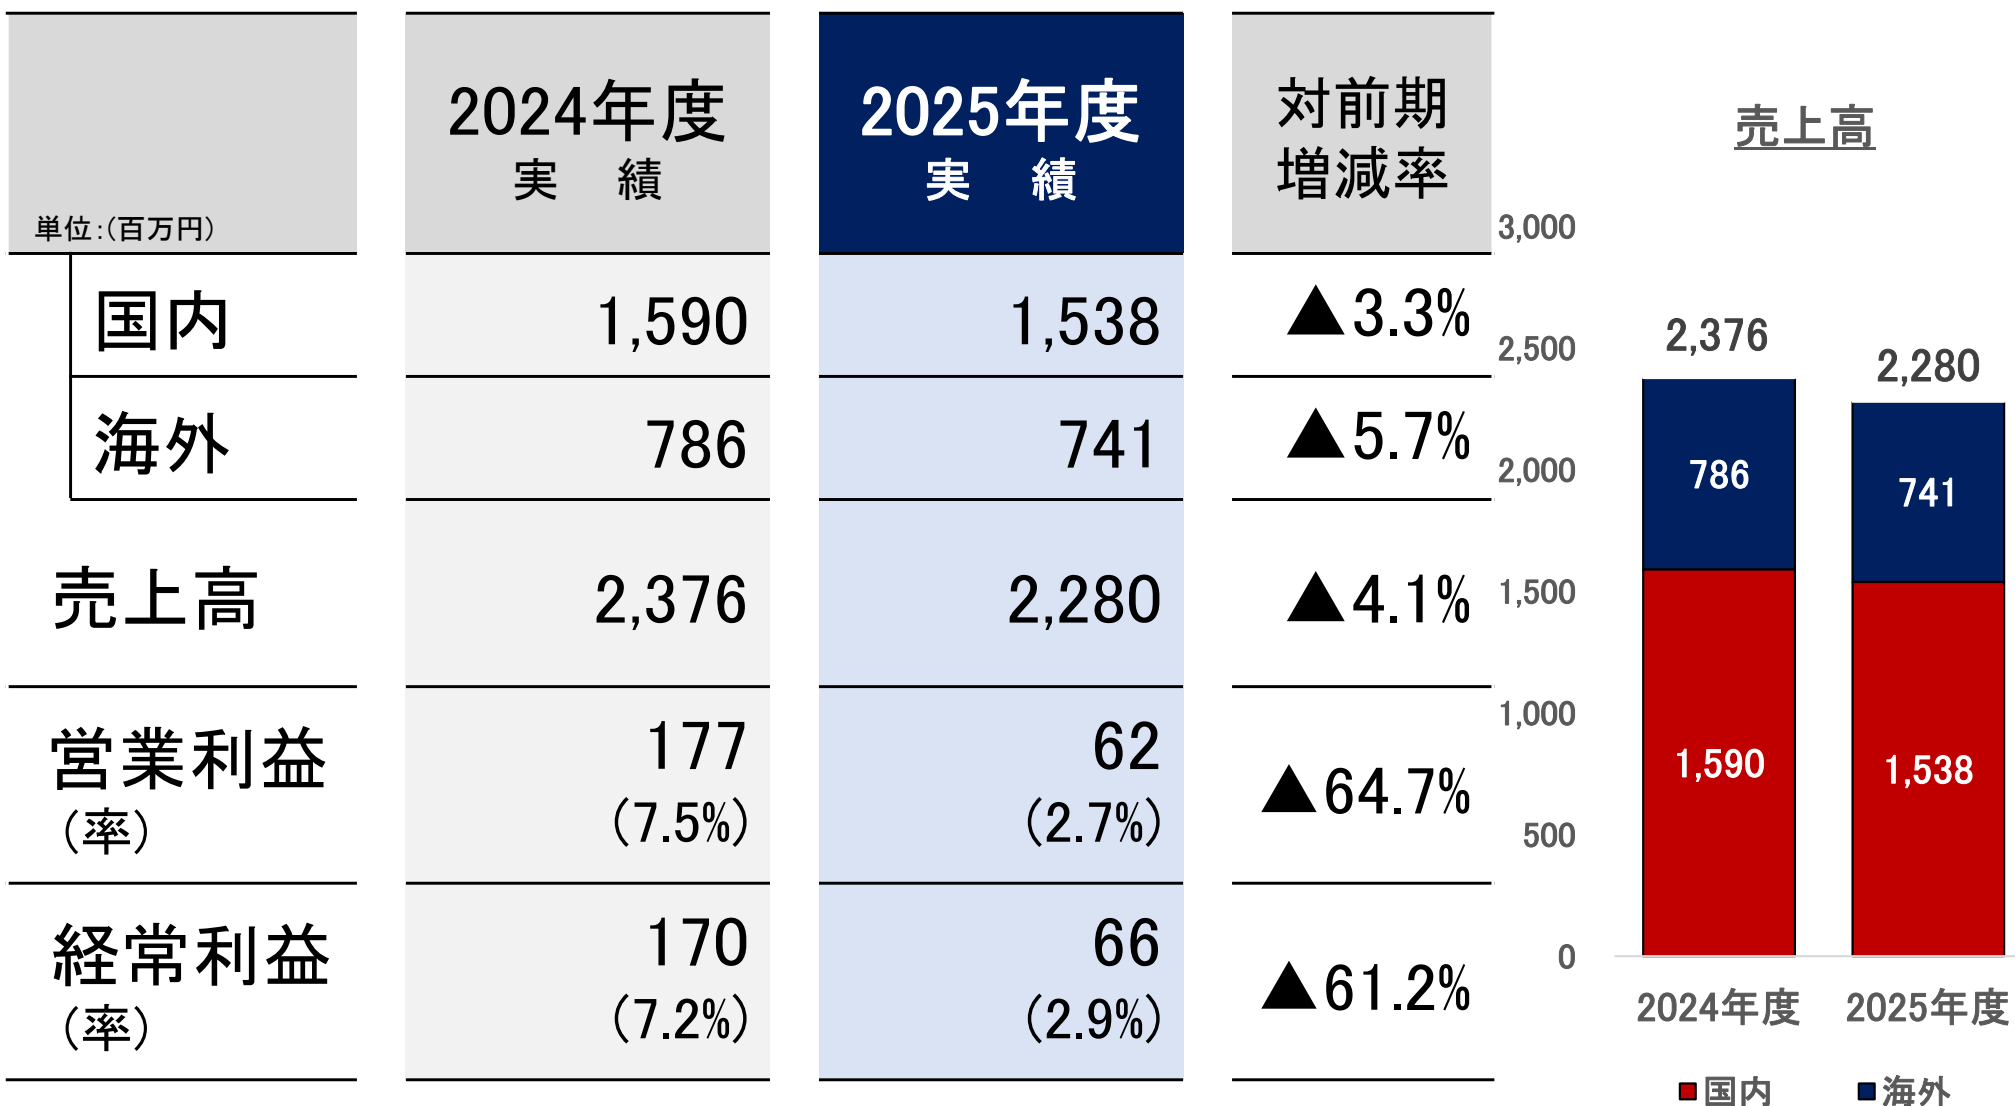 単位:(百万円)
2024年度
実 績
2025年度
実 績
対前期
増減率
国内
1,590
1,538
▲3.3%
海外
786
741
▲5.7%
売上高
2,376
2,280
▲4.1%
営業利益
(率)
177
(7.5%)
62
(2.7%)
▲64.7%
経常利益
(率)
170
(7.2%)
66
(2.9%)
▲61.2%
売上高
3,000
2,500
2,000
1,500
1,000
500
0
2,376
786
1,590
2,280
741
1,538
2024年度
2025年度
国内
海外